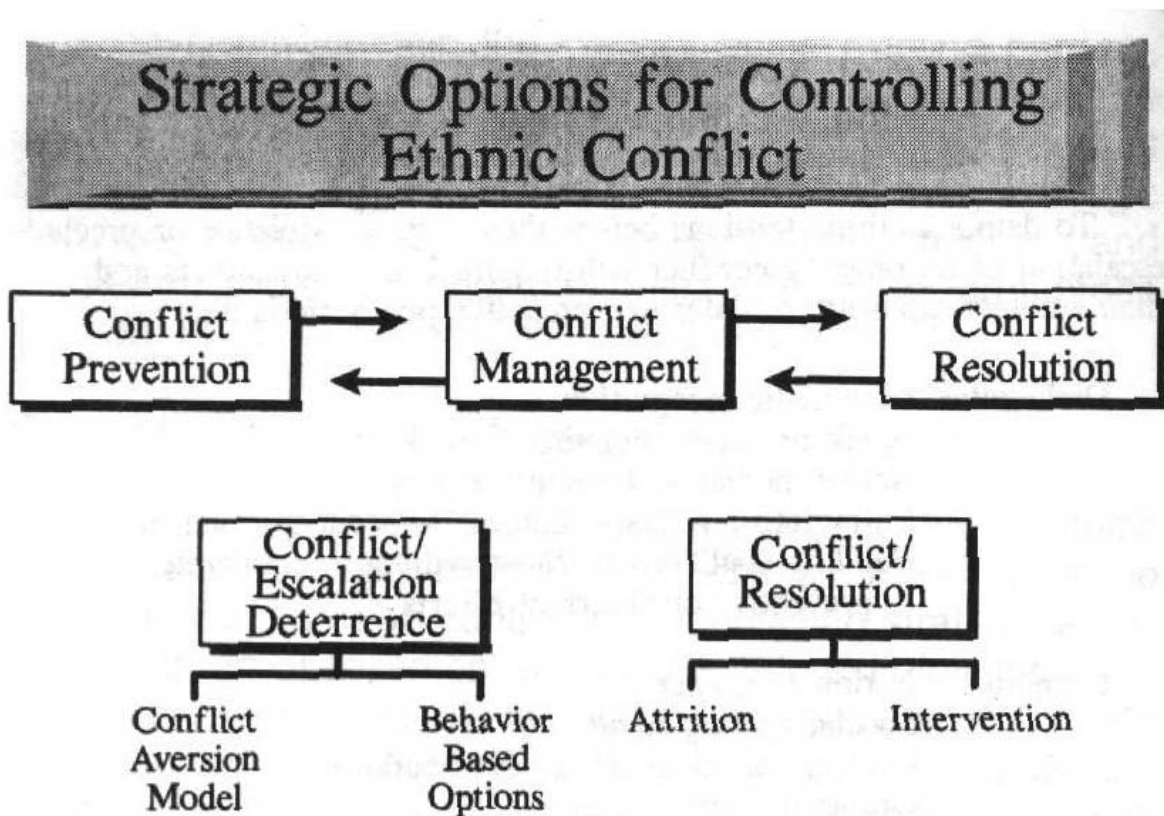 Strategic Options for Controlling
Ethnic Conflict
Conflict
Prevention
Conflict
Management
Conflict
Resolution
Conflict/
Escalation
Deterrence
Conflict/
Resolution
Conflict
Aversion
Model
Behavior
Based
Options
Attrition
Intervention